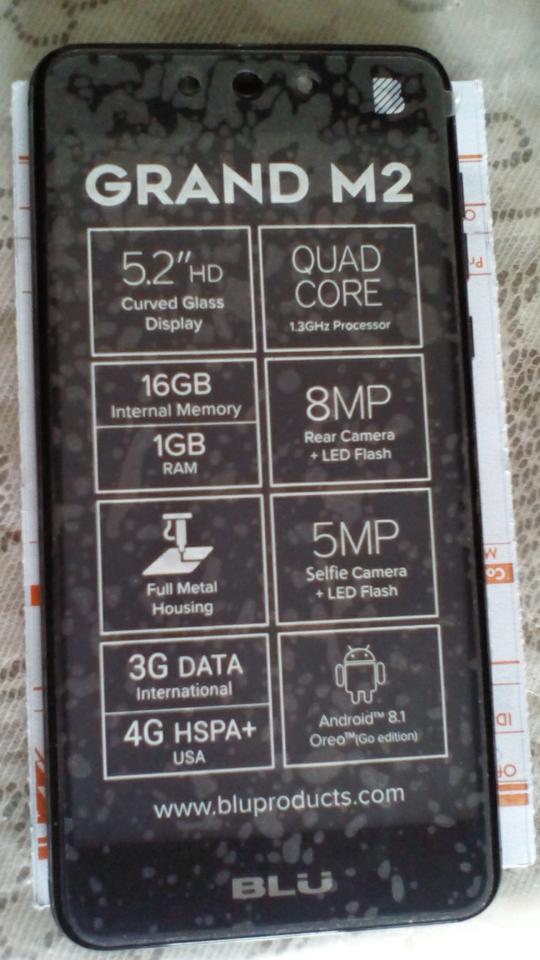 GRAND M2
5.2"HD
Curved Glass
Display
QUAD
CORE
1.3GHz Processor
16GB
Internal Memory
1GB
RAM
8MP
Rear Camera
+ LED Flash
Full Metal
Housing
5MP
Selfie Camera
+ LED Flash
3G DATA
International
4G HSPA+
USA
Android™ 8.1
Oreo™(Go edition)
www.bluproducts.com
BLU